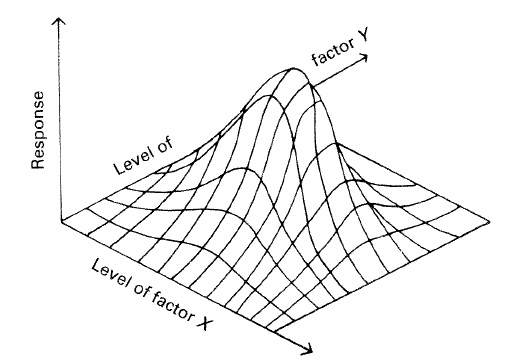 factor Y
Level of
Response
Level of factor X